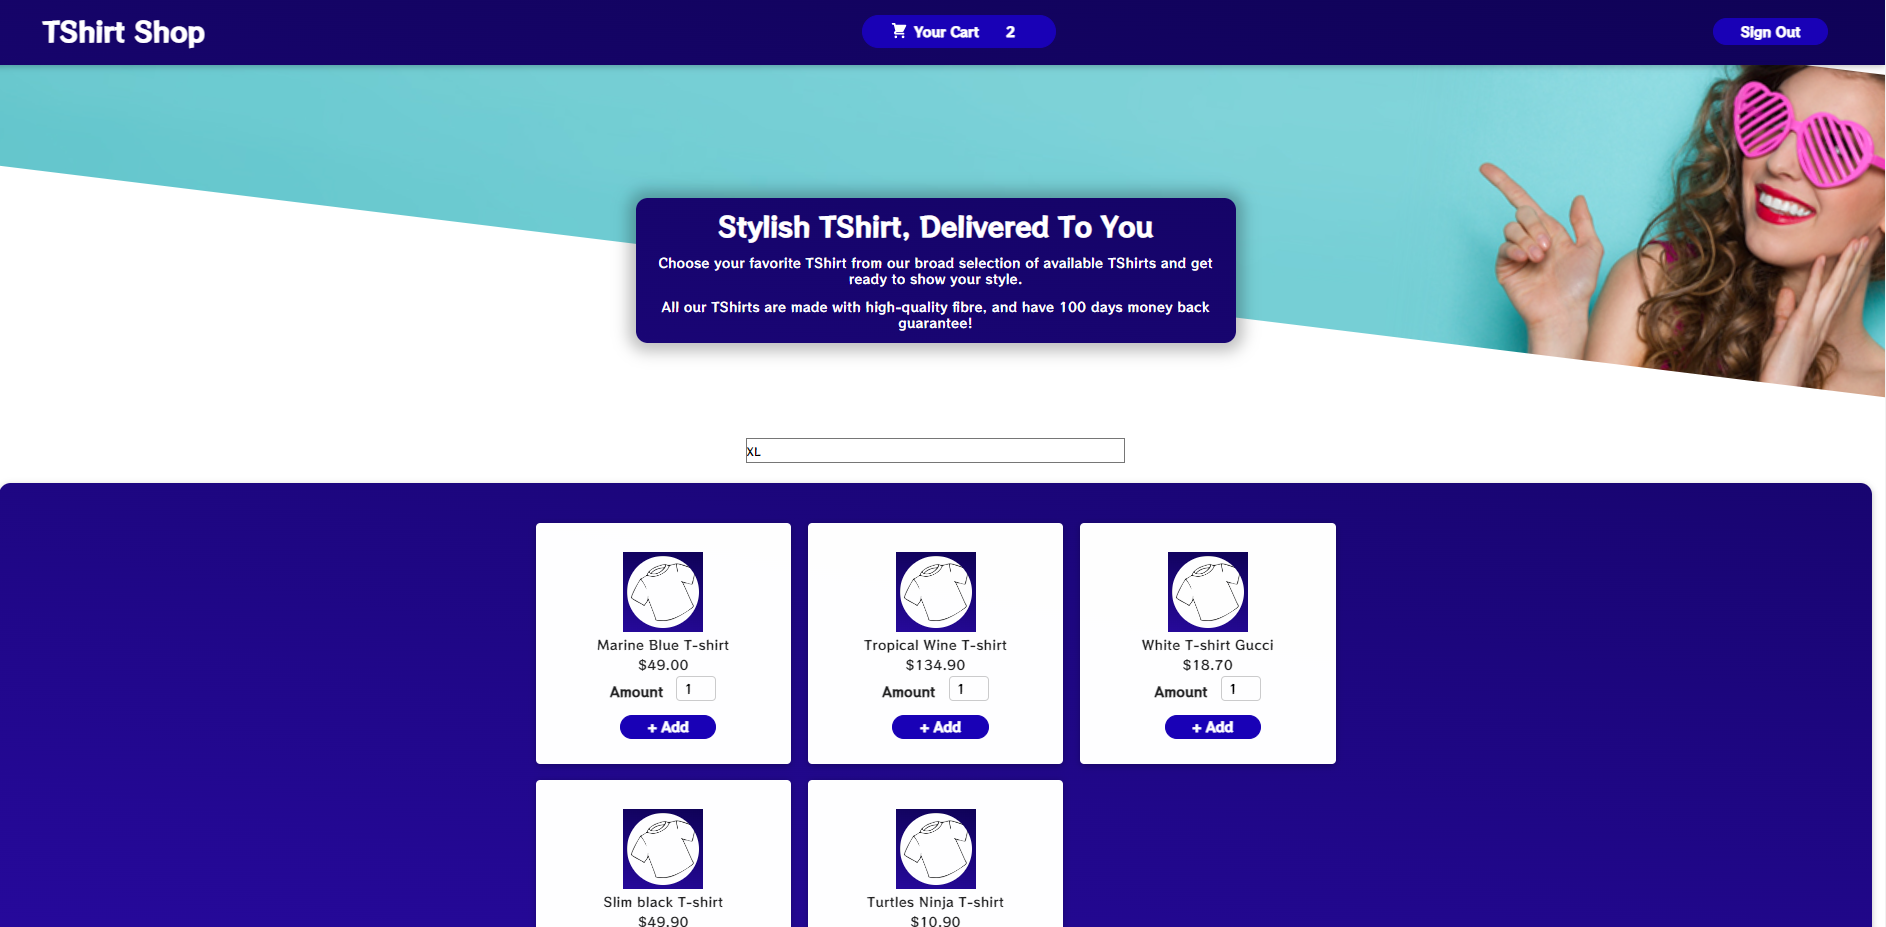 TShirt Shop
Your Cart 2
Sign Out
Stylish TShirt, Delivered To You
Choose your favorite TShirt from our broad selection of available TShirts and get
ready to show your style.
All our TShirts are made with high-quality fibre, and have 100 days money back
guarantee!
XL
Marine Blue T-shirt
$49.00
Amount 1
+ Add
Tropical Wine T-shirt
$134.90
Amount 1
+ Add
White T-shirt Gucci
$18.70
Amount 1
+ Add
Slim black T-shirt
$49.90
Turtles Ninja T-shirt
$10.90